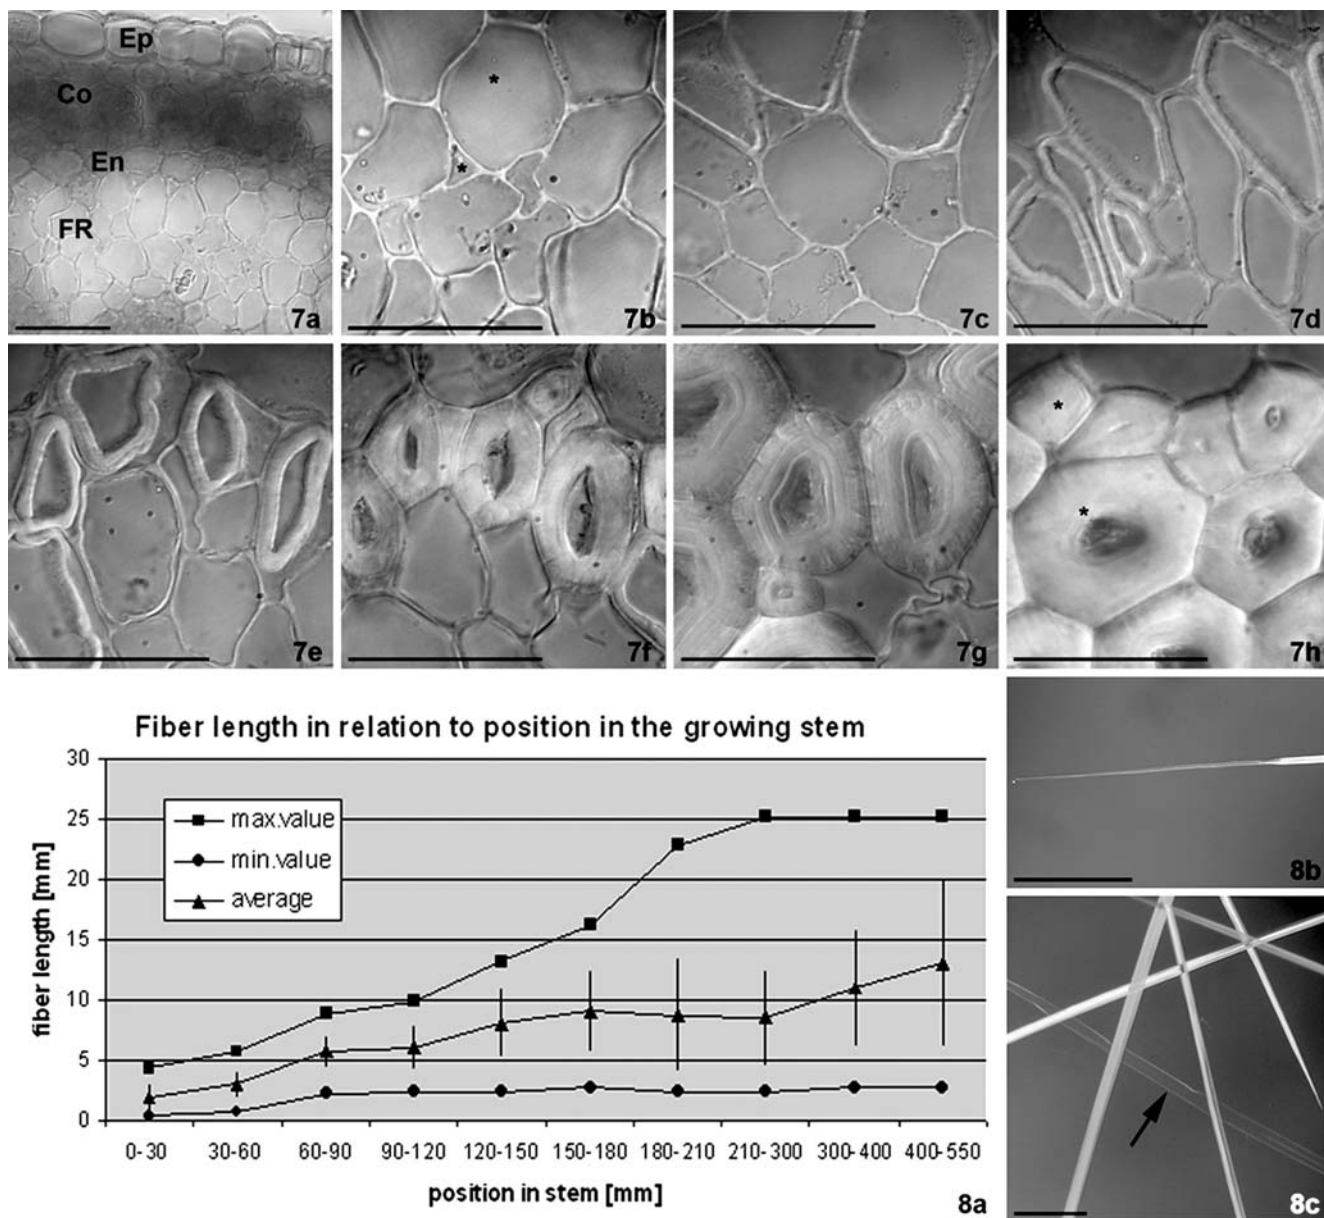 Ep
Co
En
FR
7a
*
*
7b
7c
7d
7e
7f
7g
*
*
7h
Fiber length in relation to position in the growing stem
fiber length [mm]
30
25
20
15
10
5
0
max.value
min.value
average
0-30 30-60 60-90 90-120 120-150 150-180 180-210 210-300 300-400 400-550
position in stem [mm]
8a
8b
8c